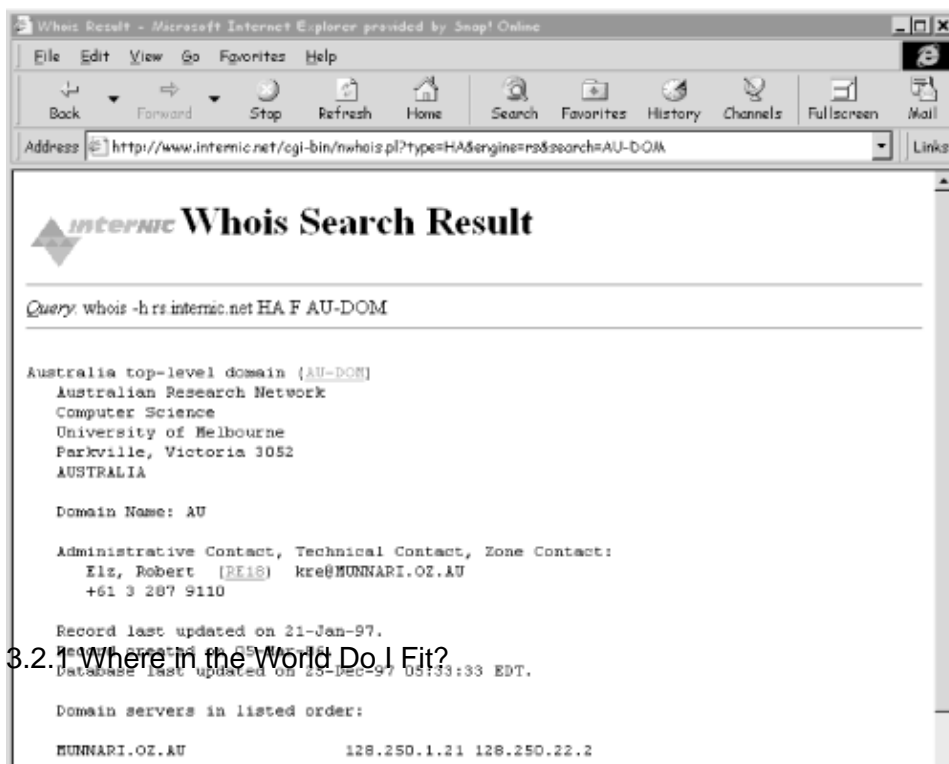 Whois Result - Microsoft Internet Explorer provided by Snap! Online
File Edit View Go Favorites Help
Back Forward Stop Refresh Home Search Favorites History Channels Fullscreen Mail
Address http://www.internic.net/cgi-bin/nwhois.pl?type=HA&engine=rs&search=AU-DOM Links
INTERNIC Whois Search Result
Query: whois -h rs.internic.net HA F AU-DOM
Australia top-level domain (AU-DOM)
Australian Research Network
Computer Science
University of Melbourne
Parkville, Victoria 3052
AUSTRALIA
Domain Name: AU
Administrative Contact, Technical Contact, Zone Contact:
Elz, Robert (RE18) kre@MUNNARI.OZ.AU
+61 3 287 9110
Record last updated on 21-Jan-97.
Record created on 05-Mar-86.
3.2.1 Where in the World Do I Fit?
Database last updated on 25-Dec-97 05:33:33 EDT.
Domain servers in listed order:
MUNNARI.OZ.AU 128.250.1.21 128.250.22.2